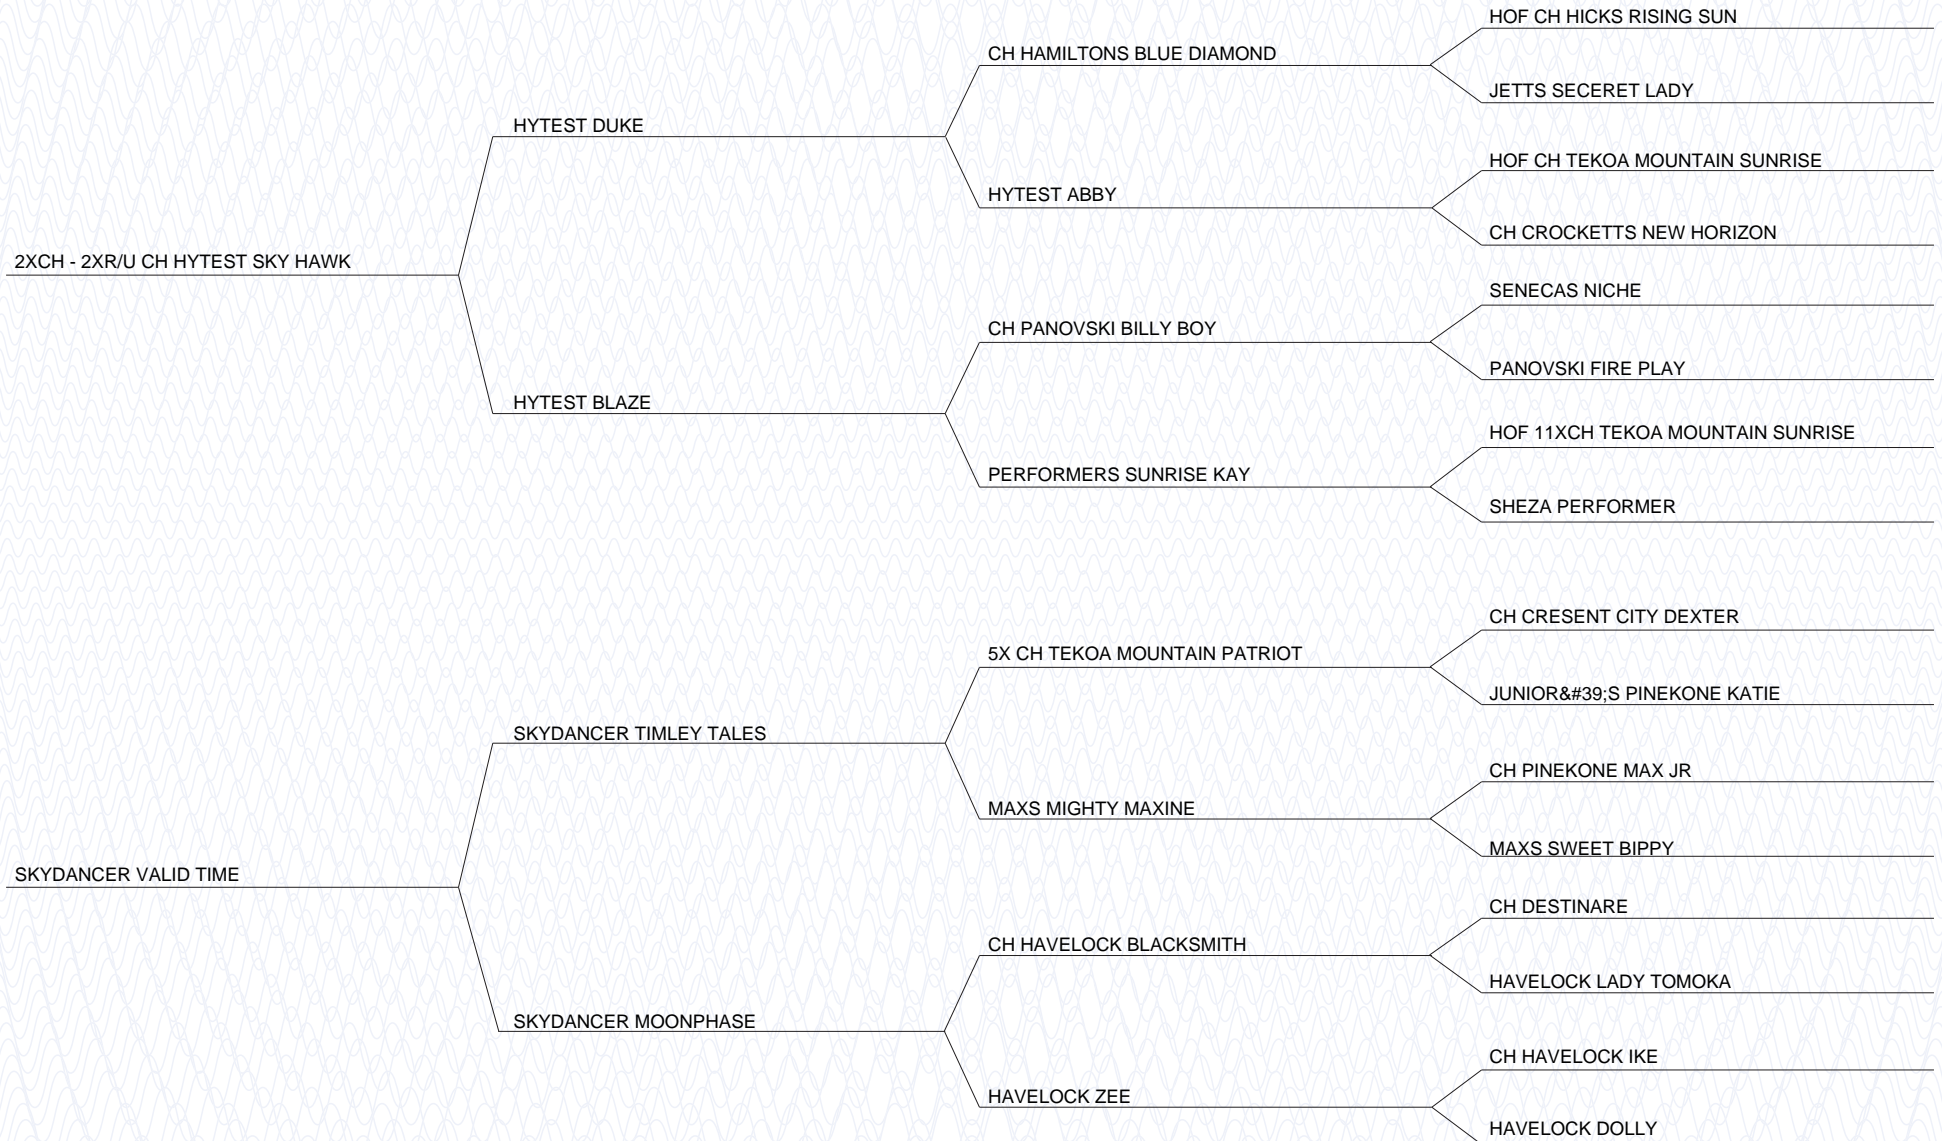 HOF CH HICKS RISING SUN
CH HAMILTONS BLUE DIAMOND
JETTS SECERET LADY
HYTEST DUKE
HOF CH TEKOA MOUNTAIN SUNRISE
HYTEST ABBY
CH CROCKETTS NEW HORIZON
2XCH - 2XR/U CH HYTEST SKY HAWK
SENECAS NICHE
CH PANOVSKI BILLY BOY
PANOVSKI FIRE PLAY
HYTEST BLAZE
HOF 11XCH TEKOA MOUNTAIN SUNRISE
PERFORMERS SUNRISE KAY
SHEZA PERFORMER
CH CRESENT CITY DEXTER
5X CH TEKOA MOUNTAIN PATRIOT
JUNIOR&#39;S PINEKONE KATIE
SKYDANCER TIMLEY TALES
CH PINEKONE MAX JR
MAXS MIGHTY MAXINE
MAXS SWEET BIPPY
SKYDANCER VALID TIME
CH DESTINARE
CH HAVELOCK BLACKSMITH
HAVELOCK LADY TOMOKA
SKYDANCER MOONPHASE
CH HAVELOCK IKE
HAVELOCK ZEE
HAVELOCK DOLLY